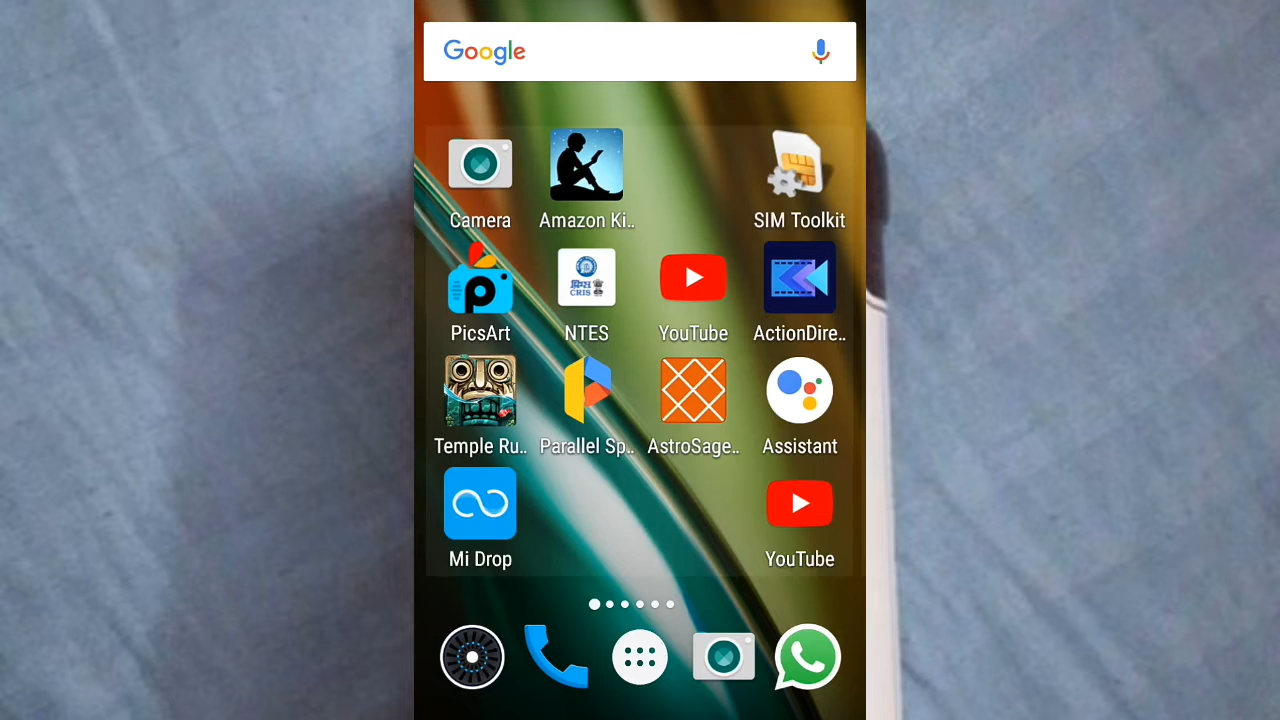 Google
Camera
Amazon Ki..
SIM Toolkit
CRIS
PicsArt
NTES
YouTube
ActionDire..
Temple Ru..
Parallel Sp..
AstroSage..
Assistant
Mi Drop
YouTube